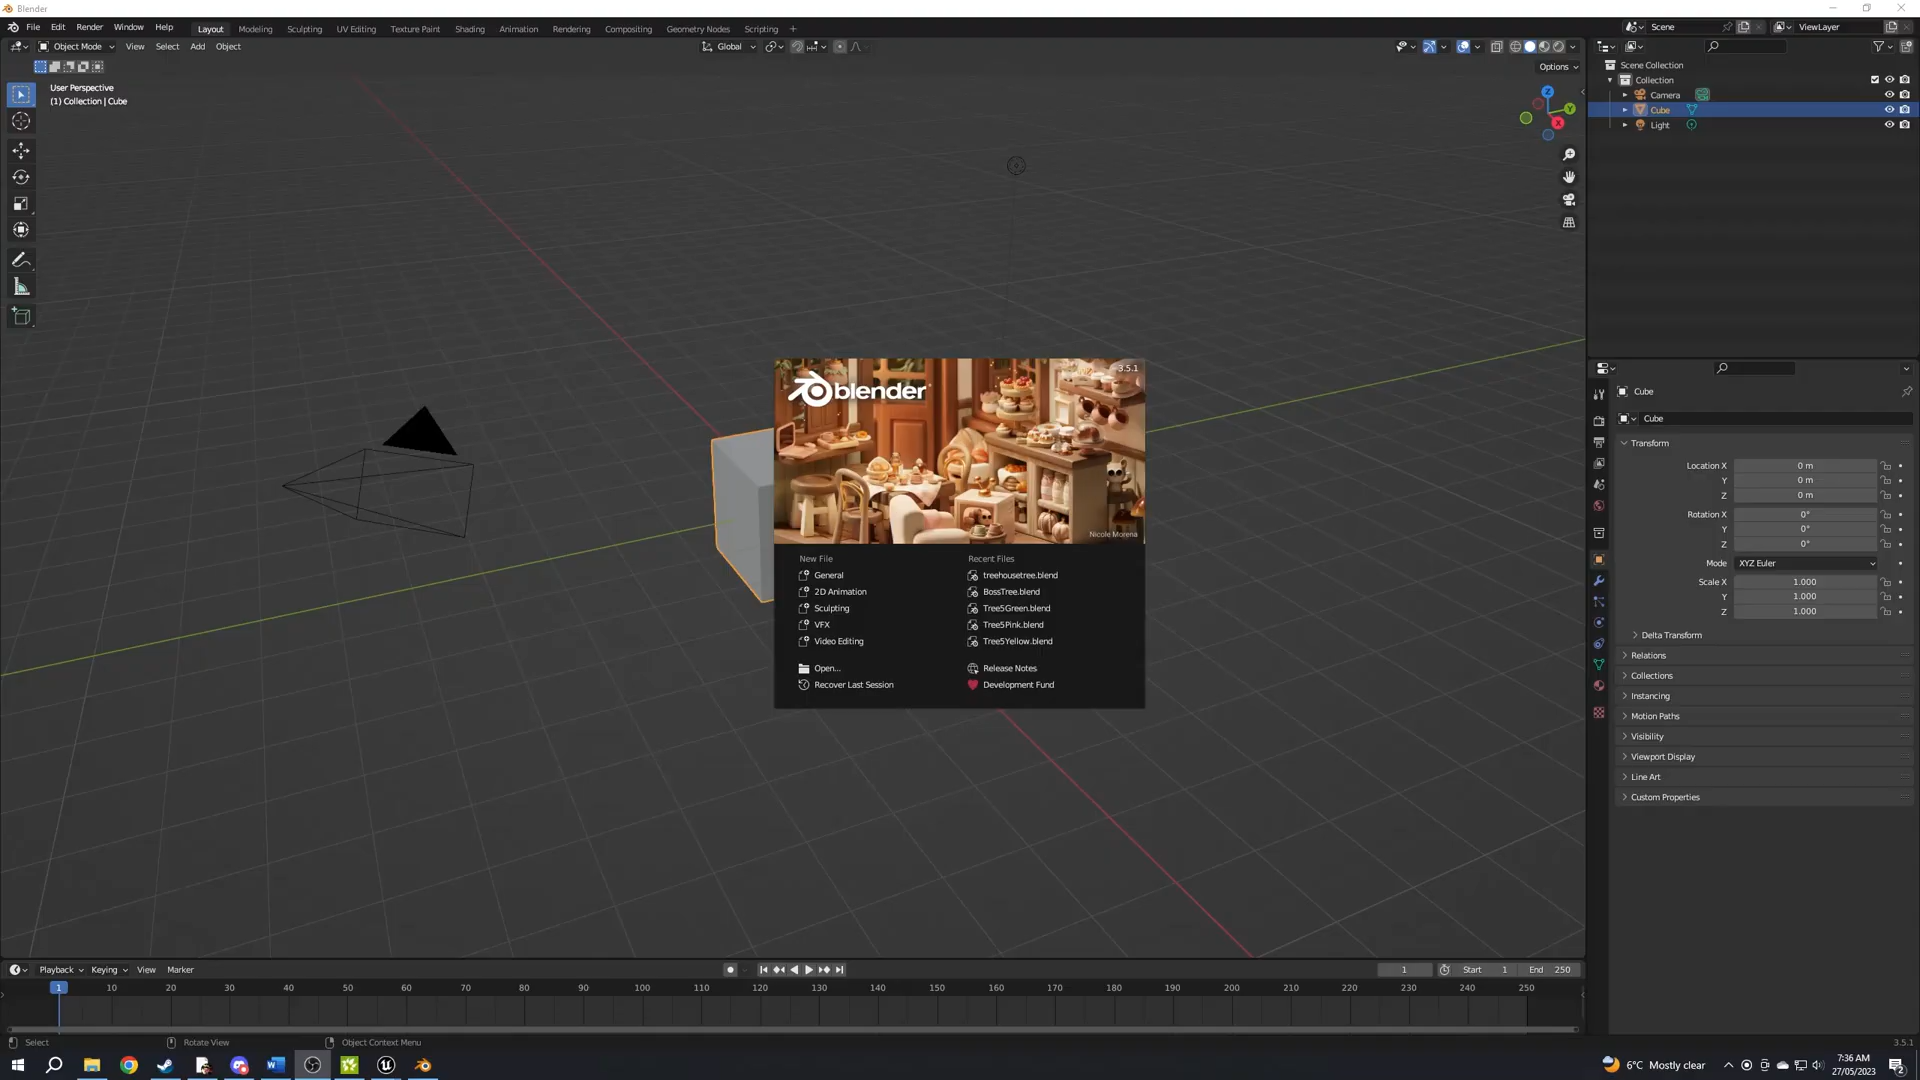 Blender
File Edit Render Window Help
Layout Modeling Sculpting UV Editing Texture Paint Shading Animation Rendering Compositing Geometry Nodes Scripting +
Scene
ViewLayer
Object Mode View Select Add Object
Global
Options
User Perspective
(1) Collection | Cube
Z
Y
X
Scene Collection
Collection
Camera
Cube
Light
blender
3.5.1
Nicole Morena
New File
General
2D Animation
Sculpting
VFX
Video Editing
Open...
Recover Last Session
Recent Files
treehousetree.blend
BossTree.blend
Tree5Green.blend
Tree5Pink.blend
Tree5Yellow.blend
Release Notes
Development Fund
Cube
Cube
Transform
Location X 0 m
Y 0 m
Z 0 m
Rotation X 0°
Y 0°
Z 0°
Mode XYZ Euler
Scale X 1.000
Y 1.000
Z 1.000
Delta Transform
Relations
Collections
Instancing
Motion Paths
Visibility
Viewport Display
Line Art
Custom Properties
Playback Keying View Marker
1 Start 1 End 250
1 10 20 30 40 50 60 70 80 90 100 110 120 130 140 150 160 170 180 190 200 210 220 230 240 250
Select Rotate View Object Context Menu
3.5.1
6°C Mostly clear
7:36 AM
27/05/2023
2